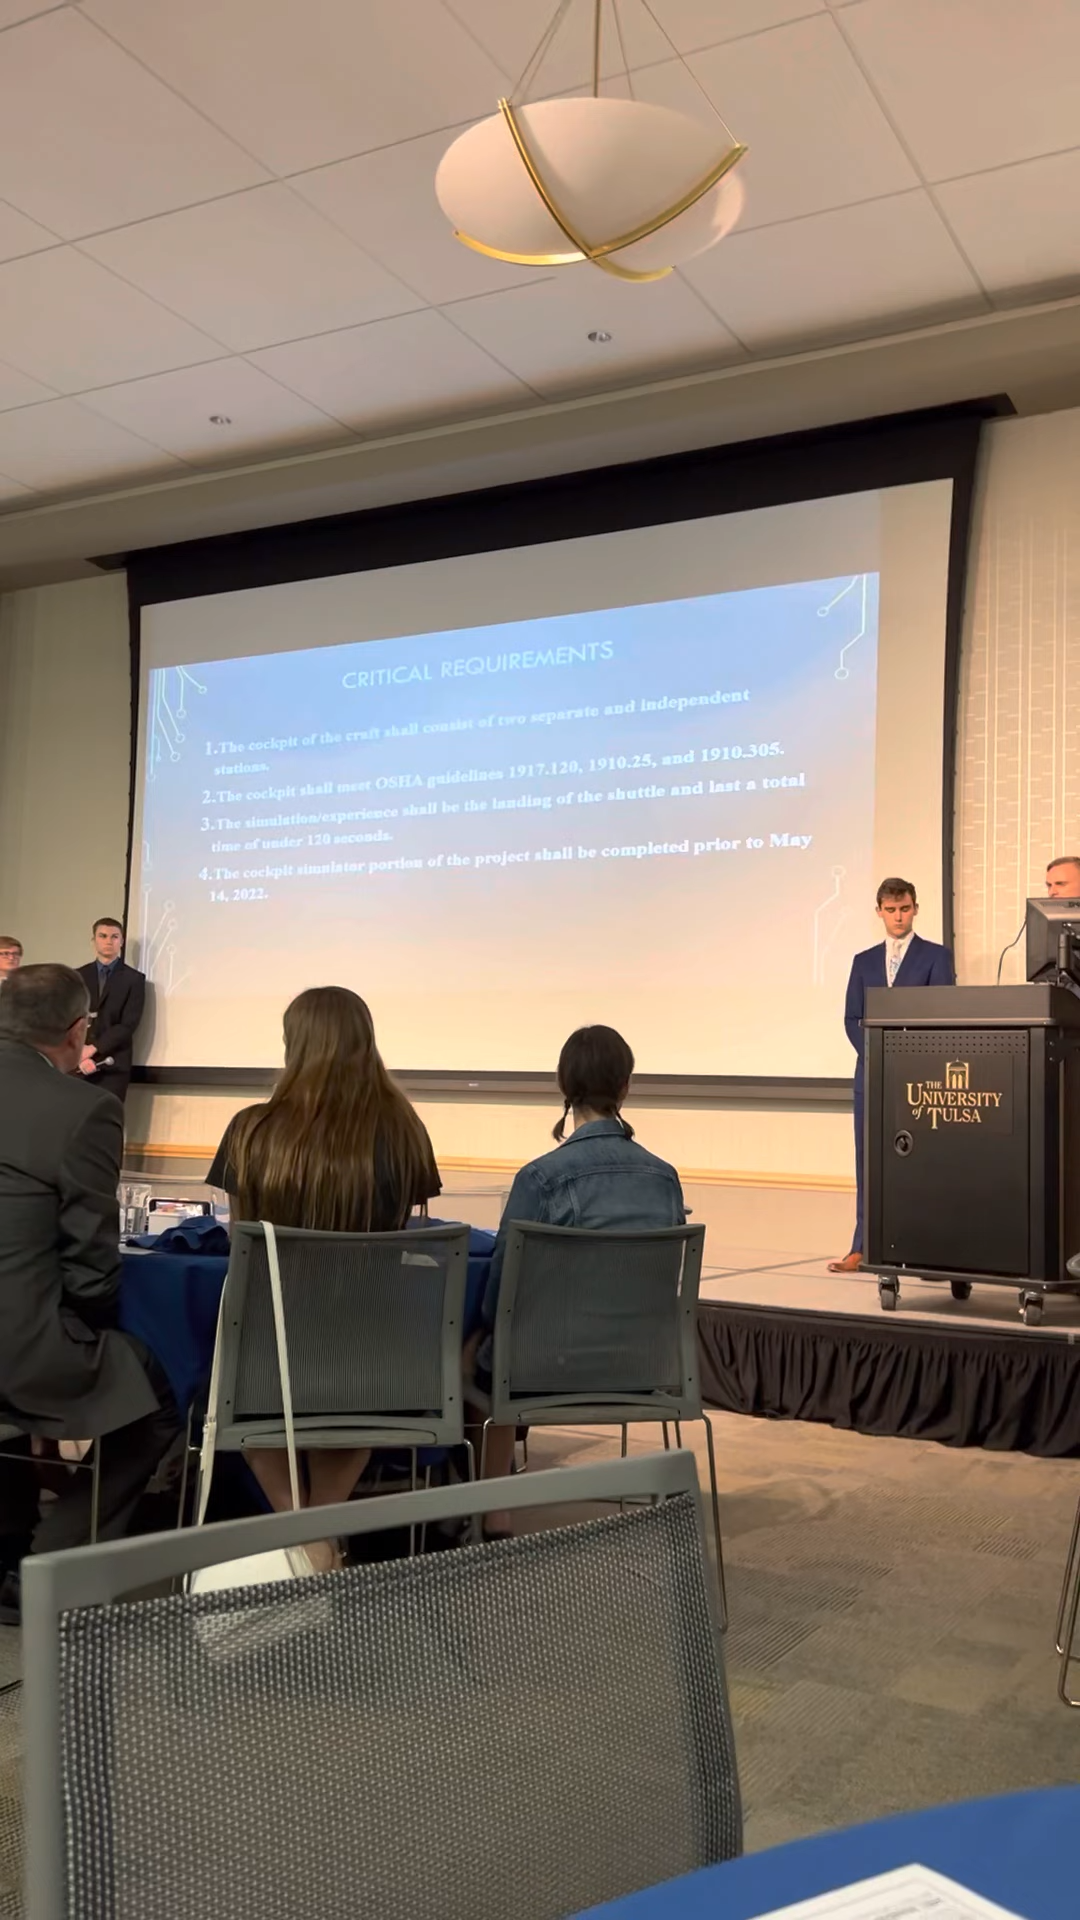 CRITICAL REQUIREMENTS
1.The cockpit of the craft shall consist of two separate and independent
stations.
2.The cockpit shall meet OSHA guidelines 1917.120, 1910.25, and 1910.305.
3.The simulation/experience shall be the landing of the shuttle and last a total
time of under 120 seconds.
4.The cockpit simulator portion of the project shall be completed prior to May
14, 2022.
THE
UNIVERSITY
of TULSA